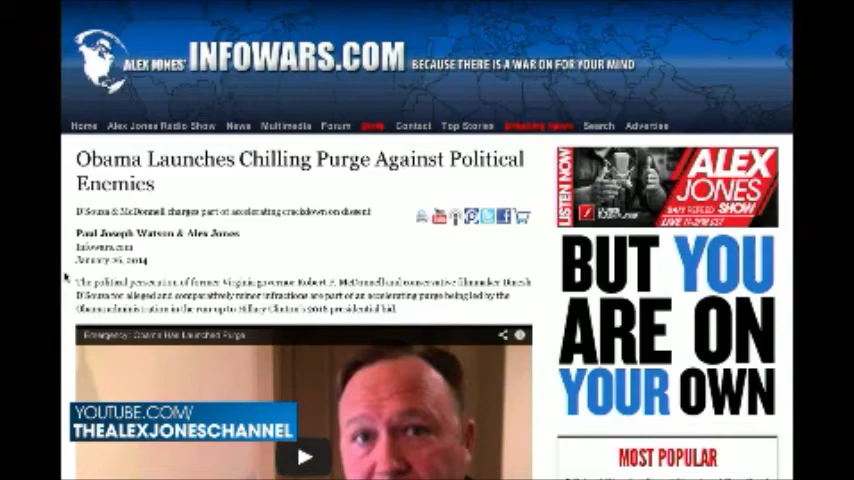 ALEX JONES' INFOWARS.COM BECAUSE THERE IS A WAR ON FOR YOUR MIND
Home Alex Jones Radio Show News Multimedia Forum Contact Top Stories Breaking News Search Advertise
Obama Launches Chilling Purge Against Political
Enemies
D'Souza & McDonnell charges part of accelerating crackdown on dissent
Paul Joseph Watson & Alex Jones
Infowars.com
January 26, 2014
The political persecution of former Virginia governor Robert F. McDonnell and conservative filmmaker Dinesh
D'Souza for alleged and comparatively minor infractions are part of an accelerating purge being led by the
Obama administration in the run up to Hillary Clinton's 2016 presidential bid.
Emergency: Obama Has Launched Purge
YOUTUBE.COM/
THEALEXJONESCHANNEL
LISTEN NOW
ALEX
JONES
SHOW
BUT YOU
ARE ON
YOUR OWN
MOST POPULAR